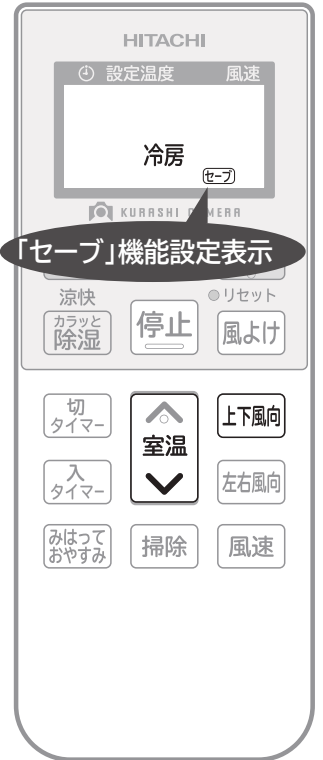 HITACHI
設定温度 風速
冷房
セーブ
KURASHI CAMERA
「セーブ」機能設定表示
涼快 リセット
カラッと
除湿
停止
風よけ
切
タイマー
室温
上下風向
入
タイマー
左右風向
みはって
おやすみ
掃除
風速